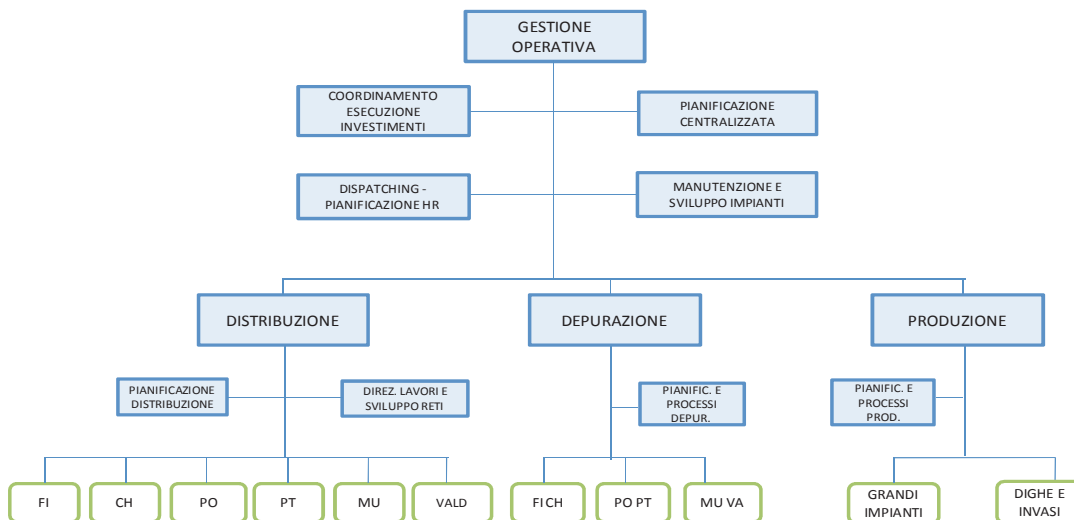 GESTIONE
OPERATIVA
COORDINAMENTO
ESECUZIONE
INVESTIMENTI
PIANIFICAZIONE
CENTRALIZZATA
DISPATCHING -
PIANIFICAZIONE HR
MANUTENZIONE E
SVILUPPO IMPIANTI
DISTRIBUZIONE
DEPURAZIONE
PRODUZIONE
PIANIFICAZIONE
DISTRIBUZIONE
DIREZ. LAVORI E
SVILUPPO RETI
PIANIFIC. E
PROCESSI
DEPUR.
PIANIFIC. E
PROCESSI
PROD.
FI
CH
PO
PT
MU
VALD
FI CH
PO PT
MU VA
GRANDI
IMPIANTI
DIGHE E
INVASI